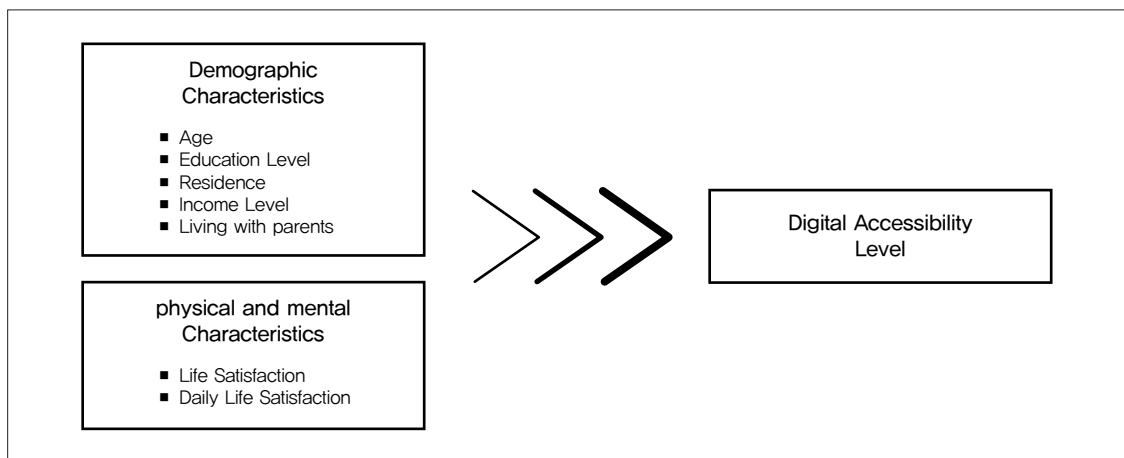 Demographic
Characteristics
■ Age
■ Education Level
■ Residence
■ Income Level
■ Living with parents
physical and mental
Characteristics
■ Life Satisfaction
■ Daily Life Satisfaction
Digital Accessibility
Level